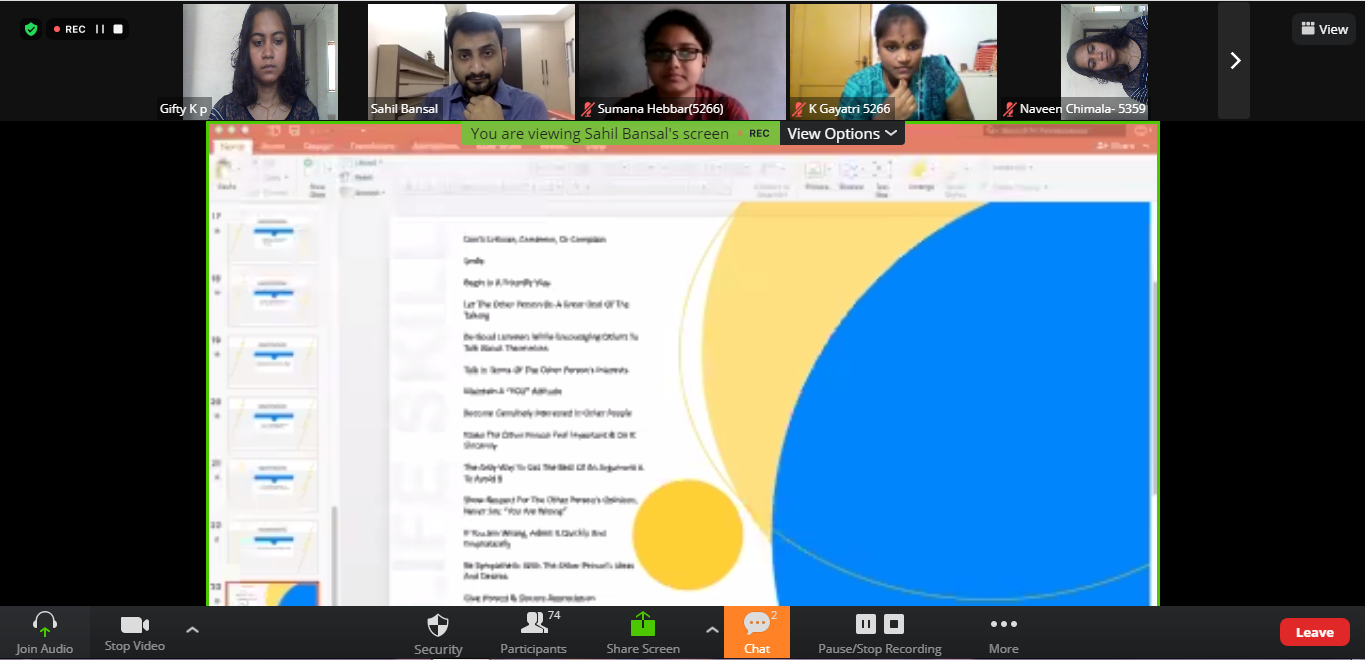 REC
View
Gifty K p
Sahil Bansal
Sumana Hebbar(5266)
K Gayatri 5266
Naveen Chimala- 5359
You are viewing Sahil Bansal's screen
REC
View Options
Home
Share
17
18
19
20
21
22
23
LIFE SKILL
Don't Criticize, Condemn, Or Complain
Smile
Begin In A Friendly Way
Let The Other Person Do A Great Deal Of The
Talking
Be Good Listeners While Encouraging Others To
Talk About Themselves
Talk In Terms Of The Other Person's Interests
Maintain A "YOU" Attitude
Become Genuinely Interested In Other People
Make The Other Person Feel Important & Do It
Sincerely
The Only Way To Get The Best Of An Argument Is
To Avoid It
Show Respect For The Other Person's Opinions,
Never Say "You Are Wrong"
If You Are Wrong, Admit It Quickly And
Emphatically
Be Sympathetic With The Other Person's Ideas
And Desires
Give Honest & Sincere Appreciation
Join Audio
Stop Video
Security
74
Participants
Share Screen
2
Chat
Pause/Stop Recording
More
Leave